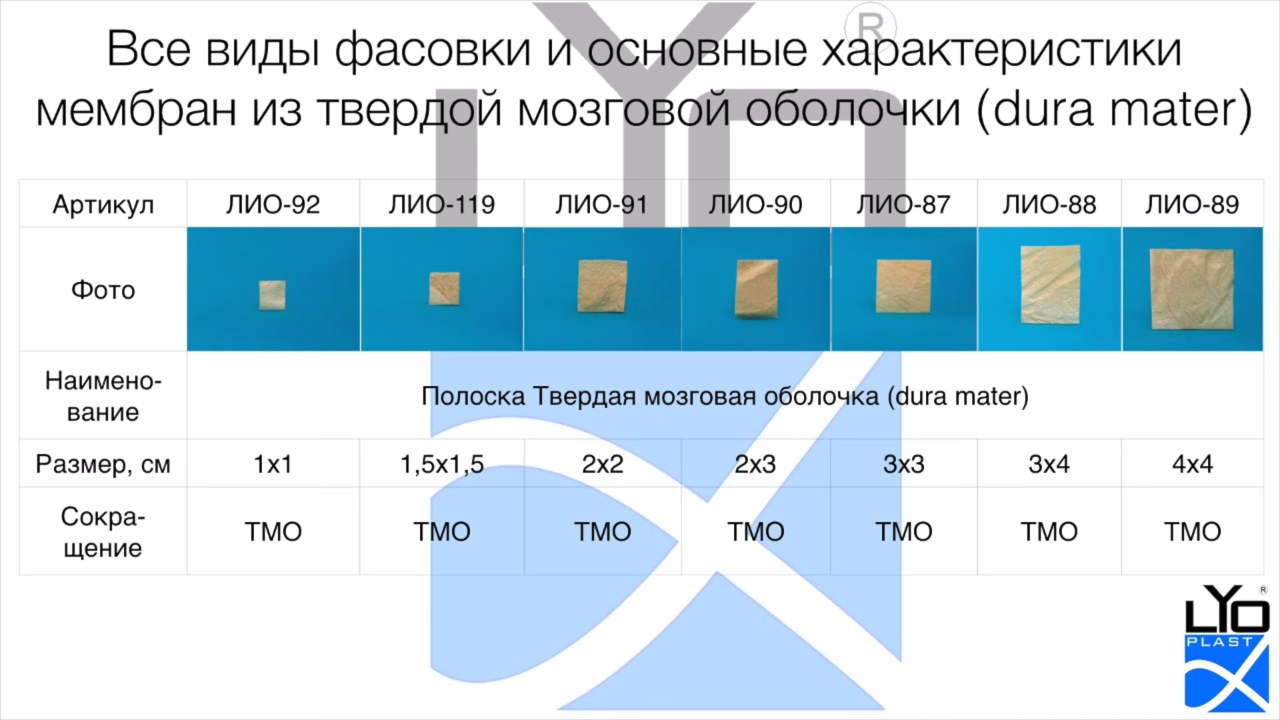 Все виды фасовки и основные характеристики
мембран из твердой мозговой оболочки (dura mater)
LYO ®
Артикул ЛИО-92 ЛИО-119 ЛИО-91 ЛИО-90 ЛИО-87 ЛИО-88 ЛИО-89
Фото
Наимено-
вание
Полоска Твердая мозговая оболочка (dura mater)
Размер, см 1x1 1,5x1,5 2x2 2x3 3x3 3x4 4x4
Сокра-
щение
ТМО ТМО ТМО ТМО ТМО ТМО ТМО
LYO ®
PLAST